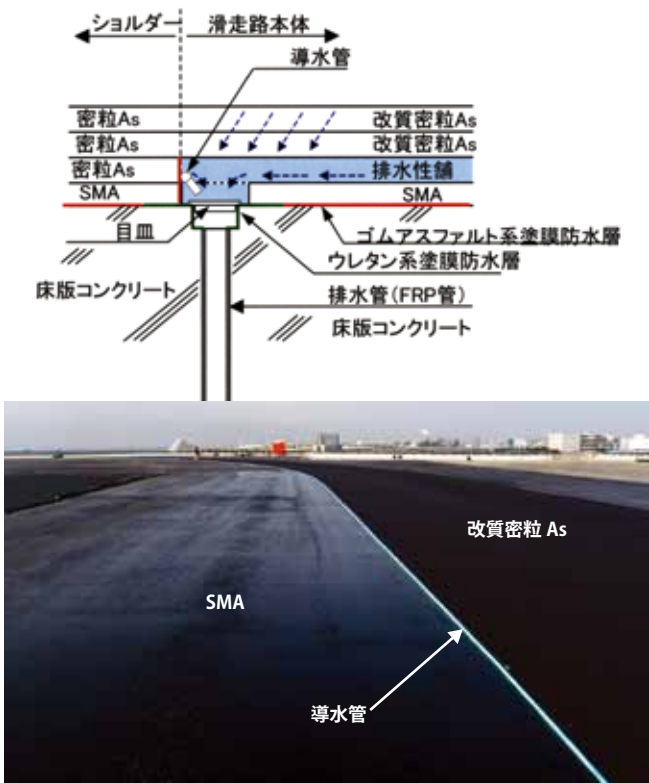 ショルダー
滑走路本体
導水管
密粒As
改質密粒As
密粒As
改質密粒As
密粒As
排水性舗
SMA
SMA
目皿
ゴムアスファルト系塗膜防水層
ウレタン系塗膜防水層
床版コンクリート
排水管(FRP管)
床版コンクリート
改質密粒 As
SMA
導水管